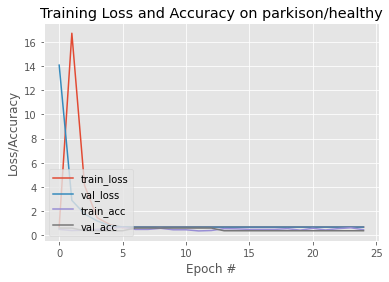 Training Loss and Accuracy on parkison/healthy
Loss/Accuracy
16
14
12
10
8
6
4
2
0
train_loss
val_loss
train_acc
val_acc
0
5
10
15
20
25
Epoch #